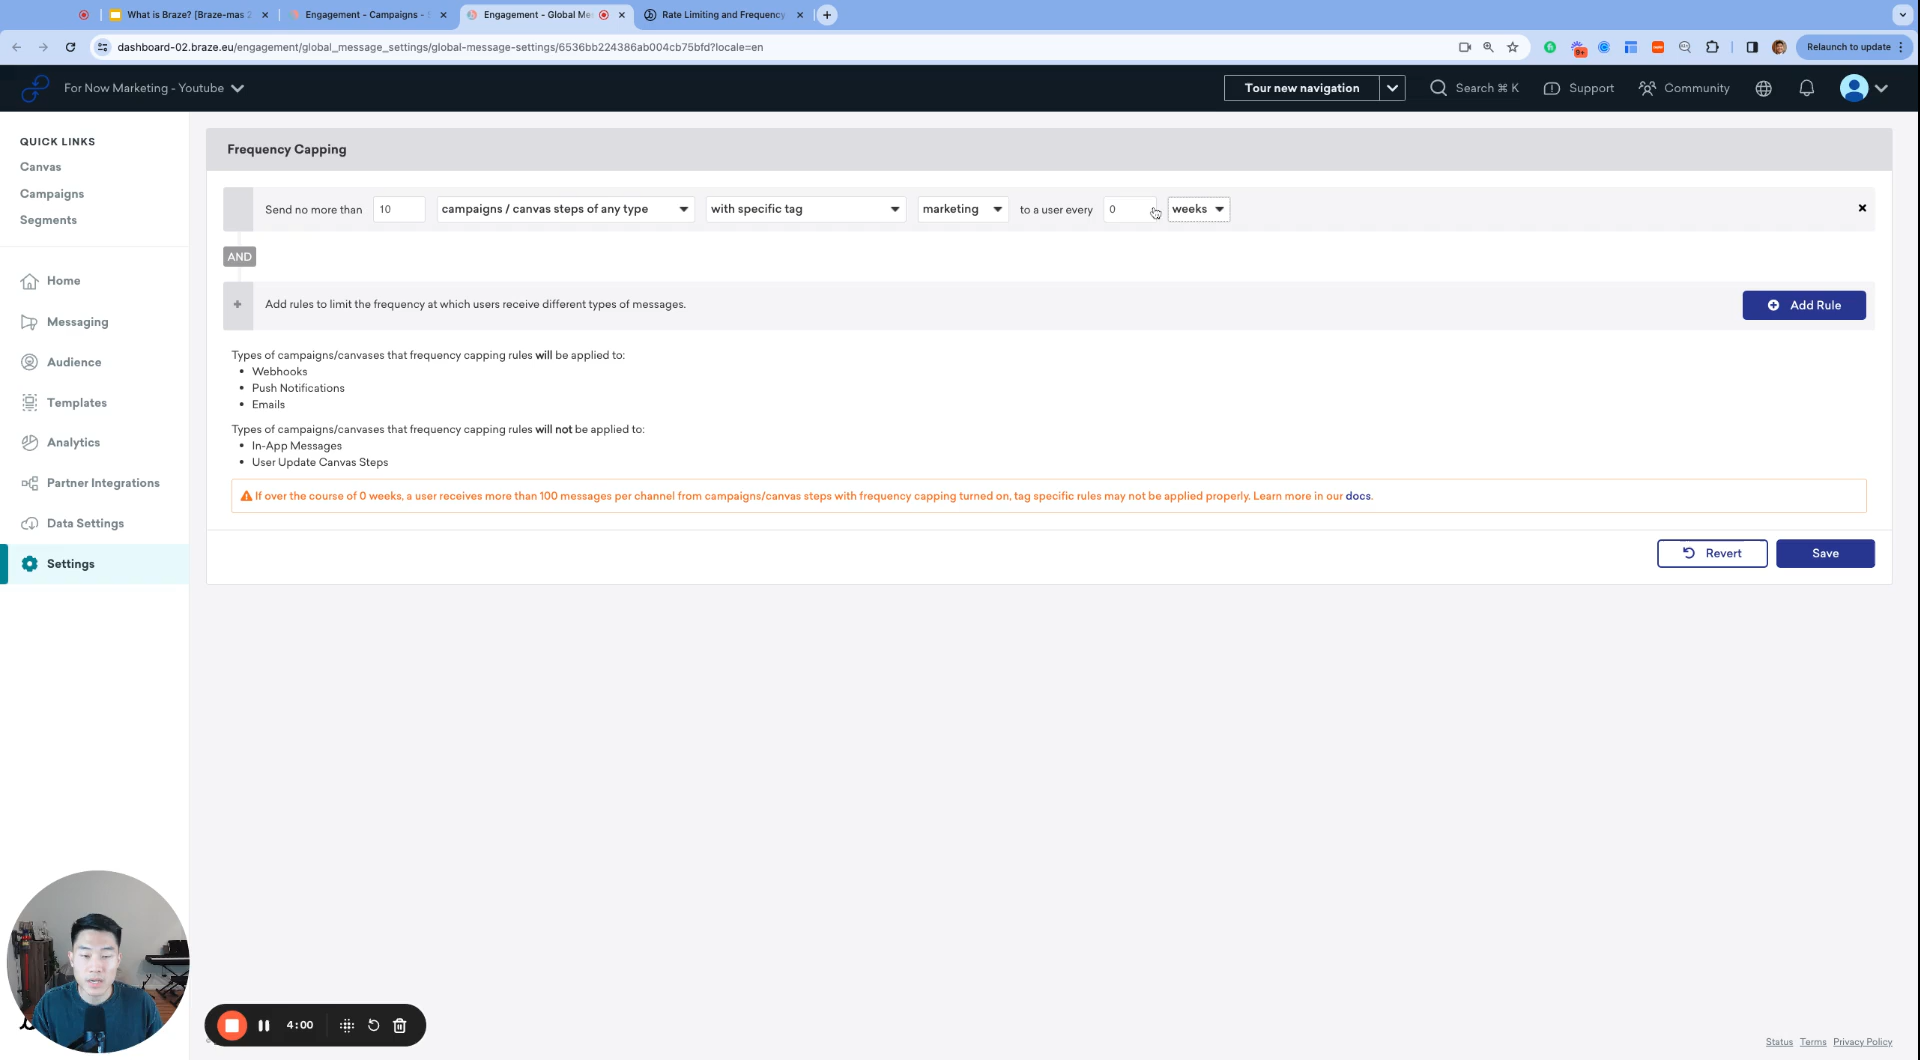 What is Braze? [Braze-mas 2
Engagement - Campaigns -
Engagement - Global Me
Rate Limiting and Frequency
dashboard-02.braze.eu/engagement/global_message_settings/global-message-settings/6536bb224386ab004cb75bfd?locale=en
9+
Relaunch to update
For Now Marketing - Youtube
Tour new navigation
Search ⌘ K
Support
Community
QUICK LINKS
Canvas
Campaigns
Segments
Home
Messaging
Audience
Templates
Analytics
Partner Integrations
Data Settings
Settings
Frequency Capping
Send no more than 10 campaigns / canvas steps of any type with specific tag marketing to a user every 0 weeks
AND
+ Add rules to limit the frequency at which users receive different types of messages.
Add Rule
Types of campaigns/canvases that frequency capping rules will be applied to:
• Webhooks
• Push Notifications
• Emails
Types of campaigns/canvases that frequency capping rules will not be applied to:
• In-App Messages
• User Update Canvas Steps
If over the course of 0 weeks, a user receives more than 100 messages per channel from campaigns/canvas steps with frequency capping turned on, tag specific rules may not be applied properly. Learn more in our docs.
Revert
Save
4:00
Status Terms Privacy Policy